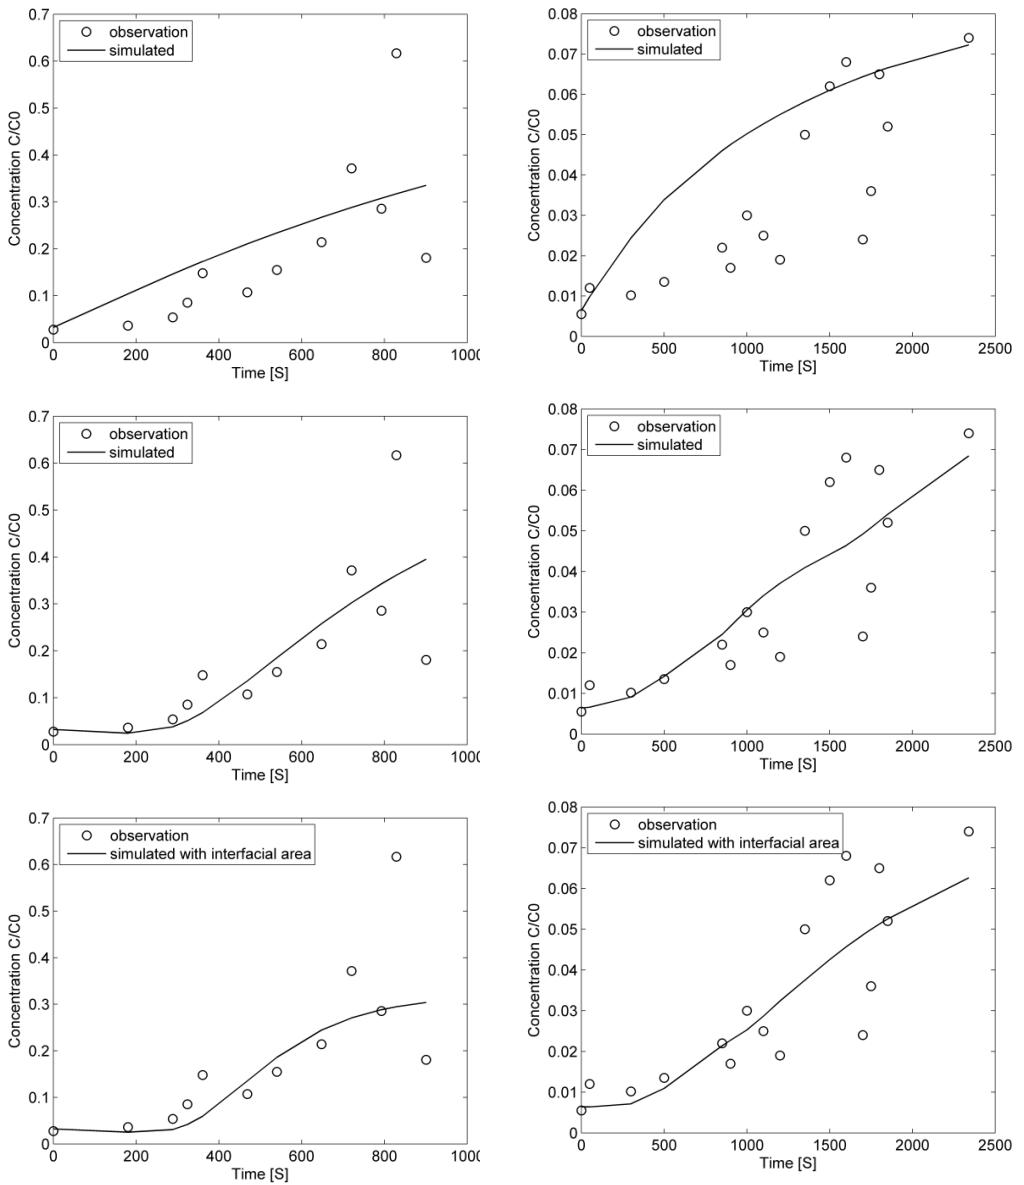 0.7
observation
simulated
0.6
0.5
0.4
0.3
0.2
0.1
0
Concentration C/C0
0 200 400 600 800 1000
Time [S]
0.08
observation
simulated
0.07
0.06
0.05
0.04
0.03
0.02
0.01
0
Concentration C/C0
0 500 1000 1500 2000 2500
Time [S]
0.7
observation
simulated
0.6
0.5
0.4
0.3
0.2
0.1
0
Concentration C/C0
0 200 400 600 800 1000
Time [S]
0.08
observation
simulated
0.07
0.06
0.05
0.04
0.03
0.02
0.01
0
Concentration C/C0
0 500 1000 1500 2000 2500
Time [S]
0.7
observation
simulated with interfacial area
0.6
0.5
0.4
0.3
0.2
0.1
0
Concentration C/C0
0 200 400 600 800 1000
Time [S]
0.08
observation
simulated with interfacial area
0.07
0.06
0.05
0.04
0.03
0.02
0.01
0
Concentration C/C0
0 500 1000 1500 2000 2500
Time [S]